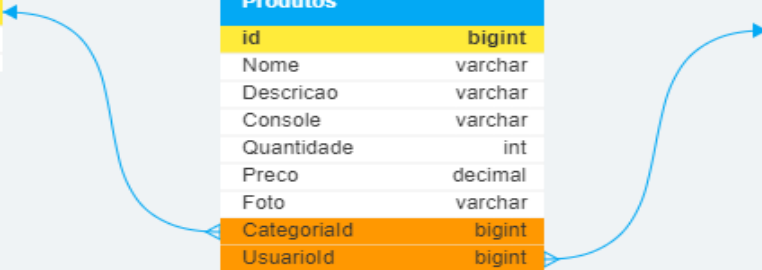 Produtos
id bigint
Nome varchar
Descricao varchar
Console varchar
Quantidade int
Preco decimal
Foto varchar
CategoriaId bigint
UsuarioId bigint